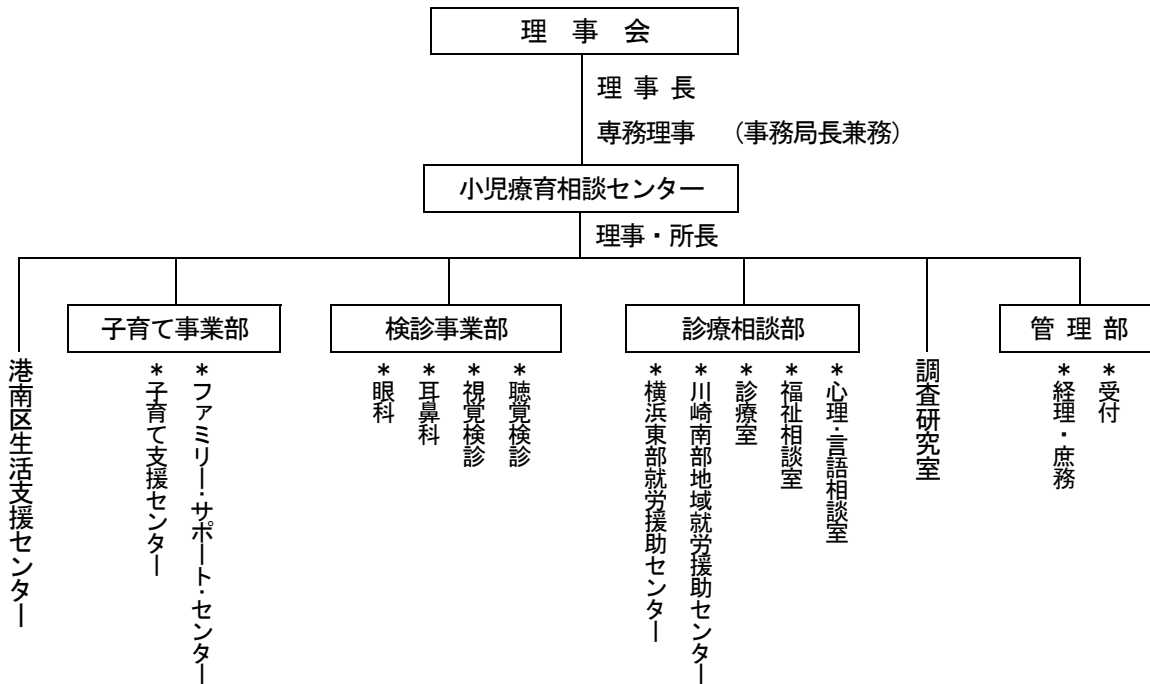 理　事　会
理 事 長
専務理事　（事務局長兼務）
小児療育相談センター
理事・所長
管 理 部
＊受付
＊経理・庶務
調査研究室
診療相談部
＊心理・言語相談室
＊福祉相談室
＊診療室
＊川崎南部地域就労援助センター
＊横浜東部就労援助センター
検診事業部
＊聴覚検診
＊視覚検診
＊耳鼻科
＊眼科
子育て事業部
＊ファミリー・サポート・センター
＊子育て支援センター
港南区生活支援センター